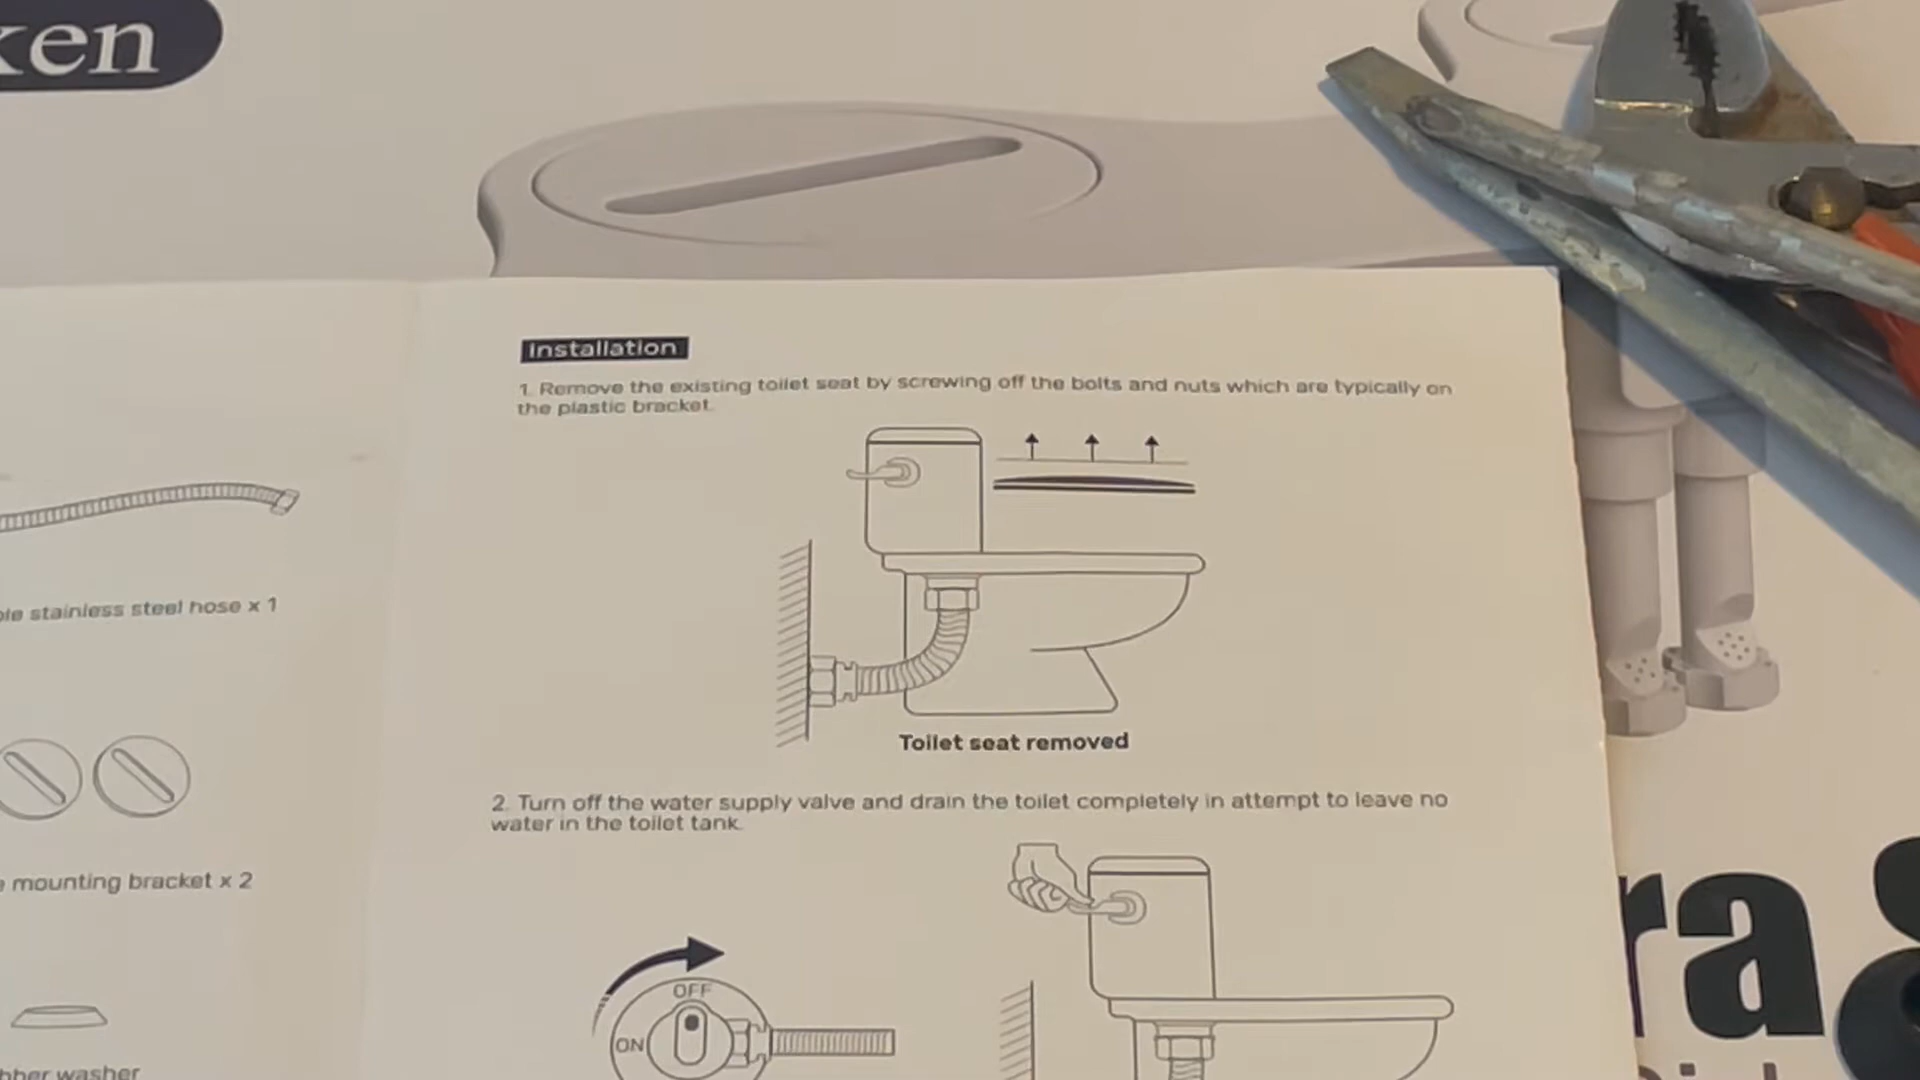 ken
Installation
1. Remove the existing toilet seat by screwing off the bolts and nuts which are typically on
the plastic bracket.
stainless steel hose x 1
Toilet seat removed
2. Turn off the water supply valve and drain the toilet completely in attempt to leave no
water in the toilet tank.
mounting bracket x 2
OFF
ON
washer
ra